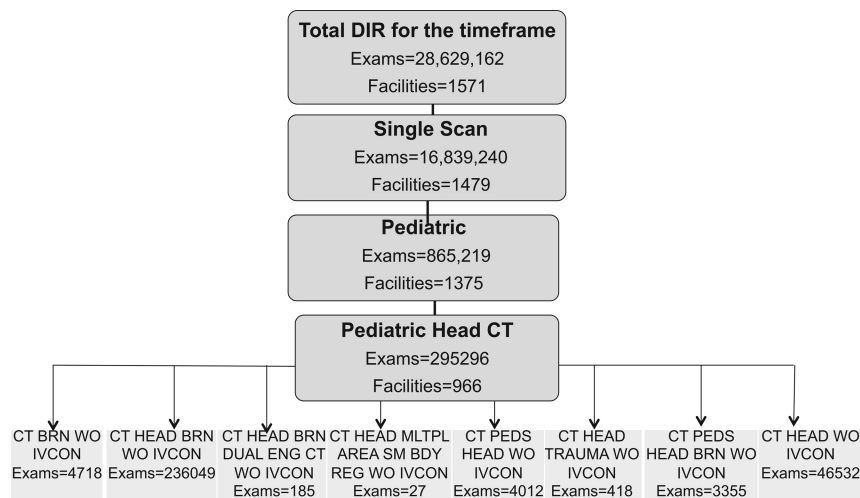 Total DIR for the timeframe
Exams=28,629,162
Facilities=1571
Single Scan
Exams=16,839,240
Facilities=1479
Pediatric
Exams=865,219
Facilities=1375
Pediatric Head CT
Exams=295296
Facilities=966
CT BRN WO
IVCON
Exams=4718
CT HEAD BRN
WO IVCON
Exams=236049
CT HEAD BRN
DUAL ENG CT
WO IVCON
Exams=185
CT HEAD MLTPL
AREA SM BDY
REG WO IVCON
Exams=27
CT PEDS
HEAD WO
IVCON
Exams=4012
CT HEAD
TRAUMA WO
IVCON
Exams=418
CT PEDS
HEAD BRN WO
IVCON
Exams=3355
CT HEAD WO
IVCON
Exams=46532